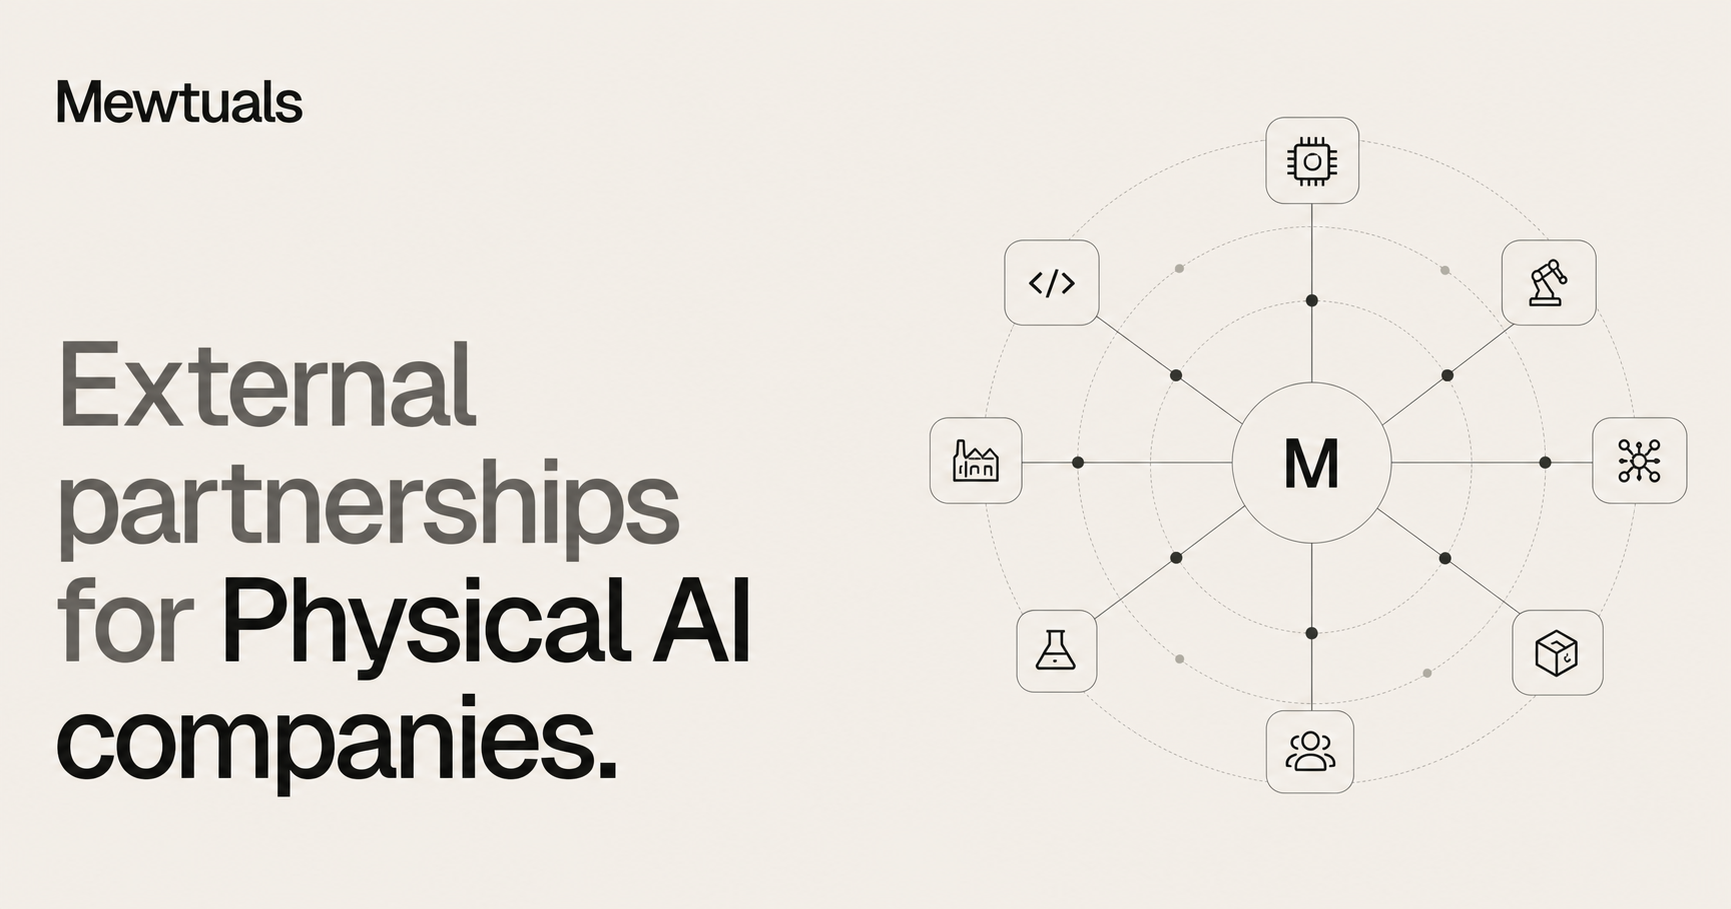 Mewtuals
External
partnerships
for Physical AI
companies.
M